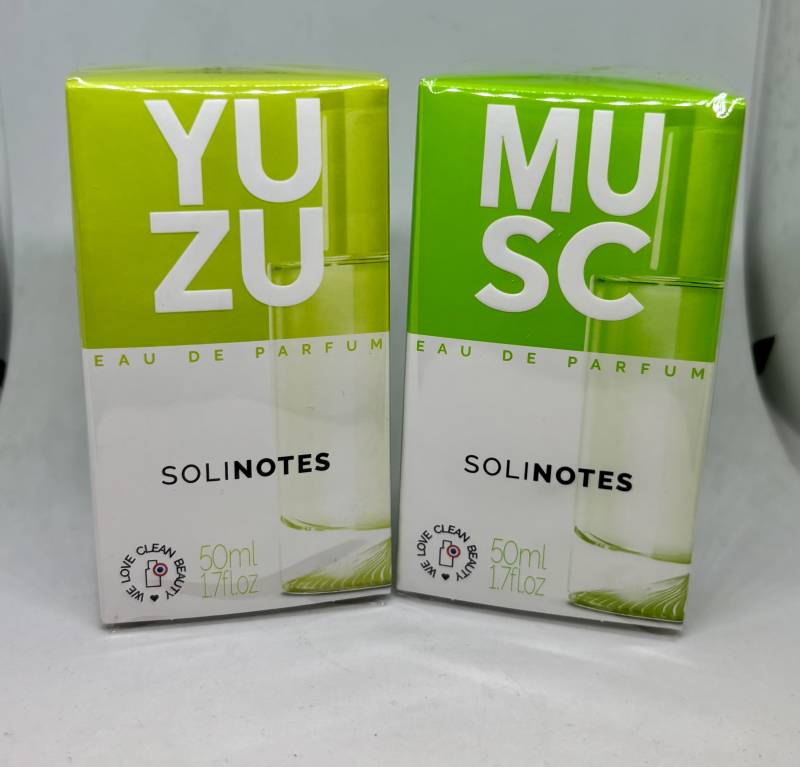 YU
ZU
EAU DE PARFUM
SOLINOTES
WE LOVE CLEAN BEAUTY
50ml
1.7fl.oz
MU
SC
EAU DE PARFUM
SOLINOTES
WE LOVE CLEAN BEAUTY
50ml
1.7fl.oz